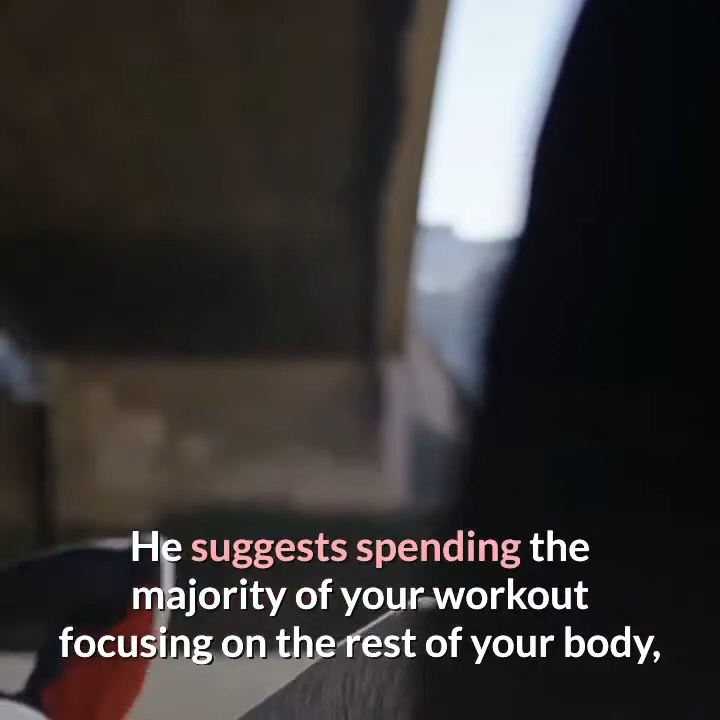 He suggests spending the
majority of your workout
focusing on the rest of your body,